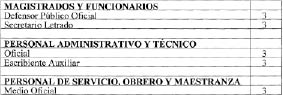 MAGISTRADOS Y FUNCIONARIOS
Defensor Público Oficial 3
Secretario Letrado 3
PERSONAL ADMINISTRATIVO Y TÉCNICO
Oficial 3
Escribiente Auxiliar 3
PERSONAL DE SERVICIO, OBRERO Y MAESTRANZA
Medio Oficial 3